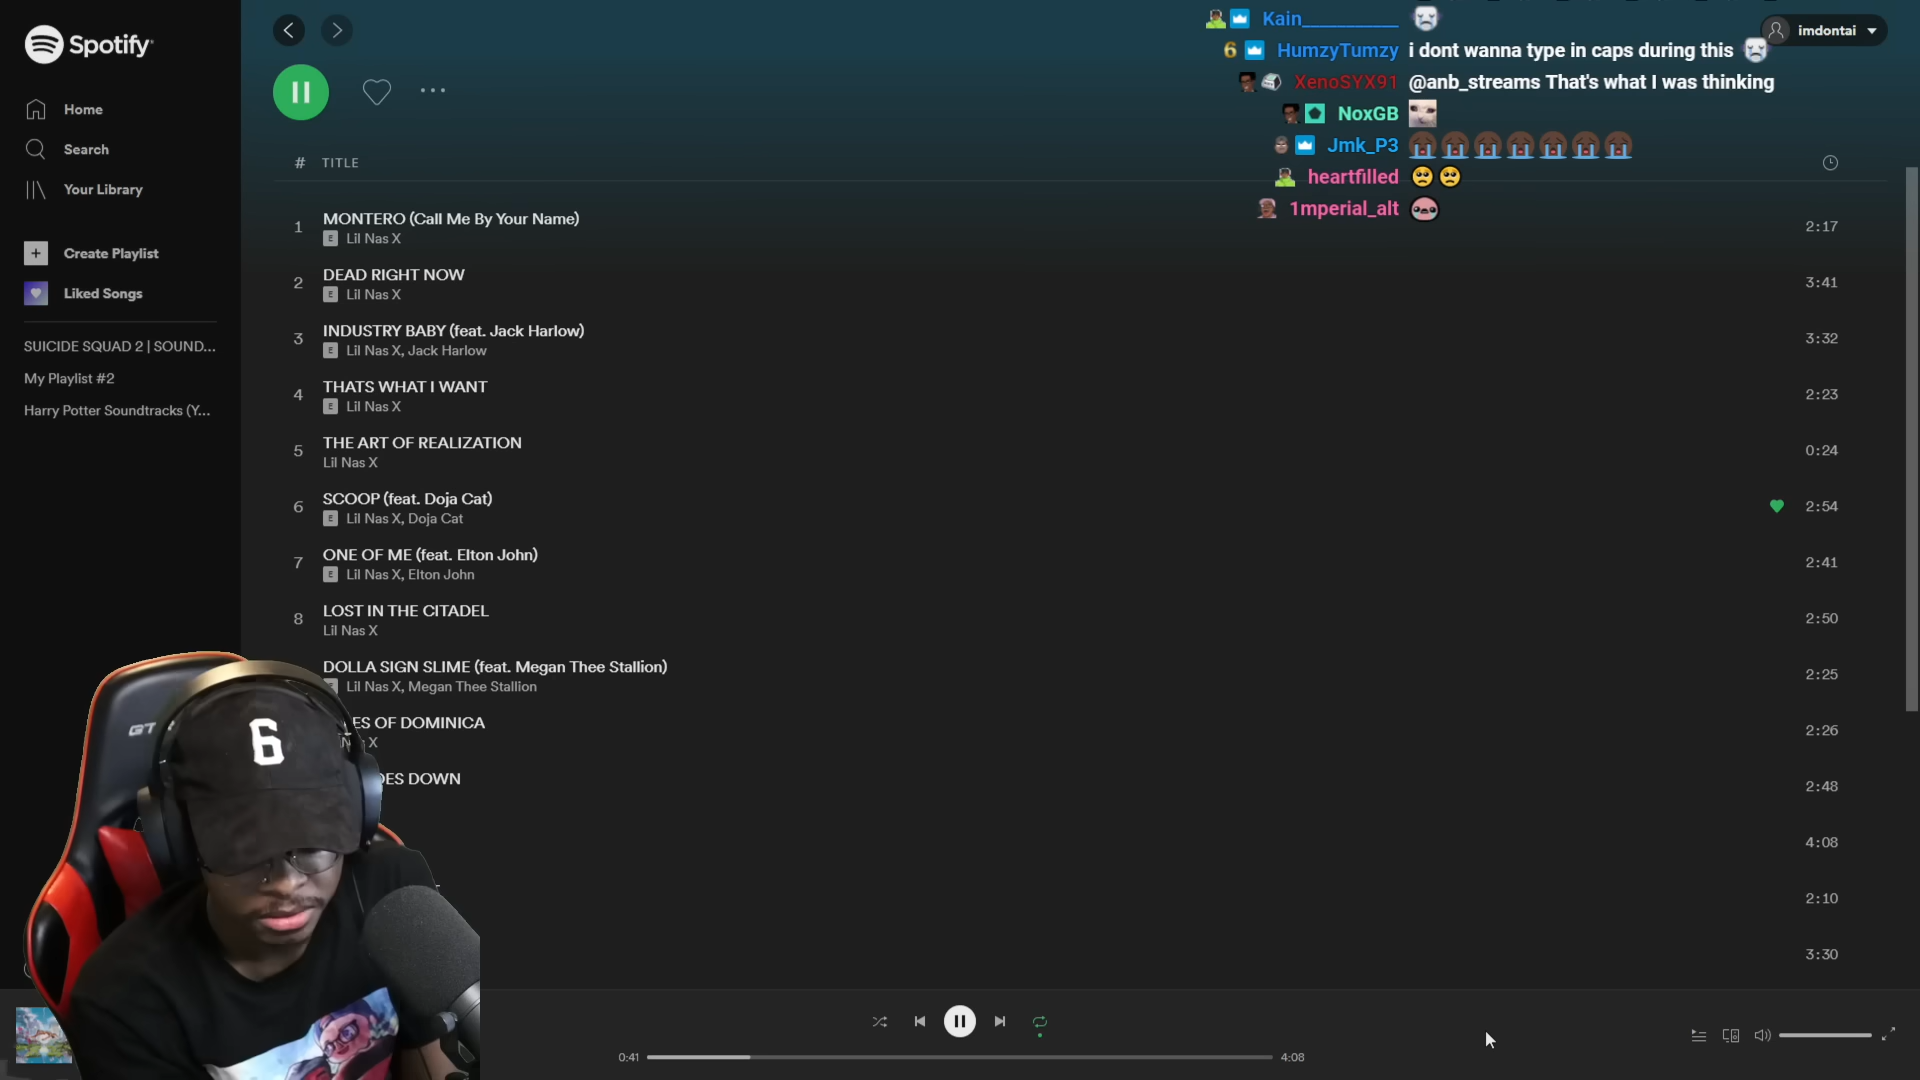 Spotify
Home
Search
Your Library
Create Playlist
Liked Songs
SUICIDE SQUAD 2 | SOUND...
My Playlist #2
Harry Potter Soundtracks (Y...
imdontai
Kain__________
HumzyTumzy i dont wanna type in caps during this
XenoSYX91 @anb_streams That's what I was thinking
NoxGB
Jmk_P3
heartfilled
1mperial_alt
# TITLE
1 MONTERO (Call Me By Your Name) 2:17
E Lil Nas X
2 DEAD RIGHT NOW 3:41
E Lil Nas X
3 INDUSTRY BABY (feat. Jack Harlow) 3:32
E Lil Nas X, Jack Harlow
4 THATS WHAT I WANT 2:23
E Lil Nas X
5 THE ART OF REALIZATION 0:24
Lil Nas X
6 SCOOP (feat. Doja Cat) 2:54
E Lil Nas X, Doja Cat
7 ONE OF ME (feat. Elton John) 2:41
E Lil Nas X, Elton John
8 LOST IN THE CITADEL 2:50
Lil Nas X
DOLLA SIGN SLIME (feat. Megan Thee Stallion) 2:25
Lil Nas X, Megan Thee Stallion
ES OF DOMINICA 2:26
X
DES DOWN 2:48
4:08
2:10
3:30
GT
6
0:41 4:08